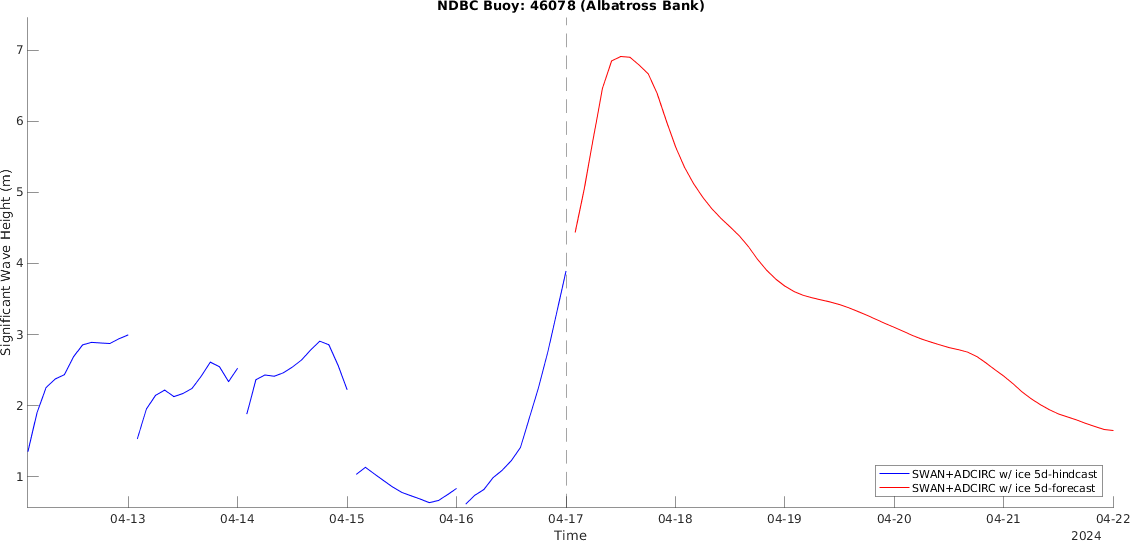 NDBC Buoy: 46078 (Albatross Bank)
Significant Wave Height (m)
7
6
5
4
3
2
1
SWAN+ADCIRC w/ ice 5d-hindcast
SWAN+ADCIRC w/ ice 5d-forecast
04-13 04-14 04-15 04-16 04-17 04-18 04-19 04-20 04-21 04-22
Time
2024